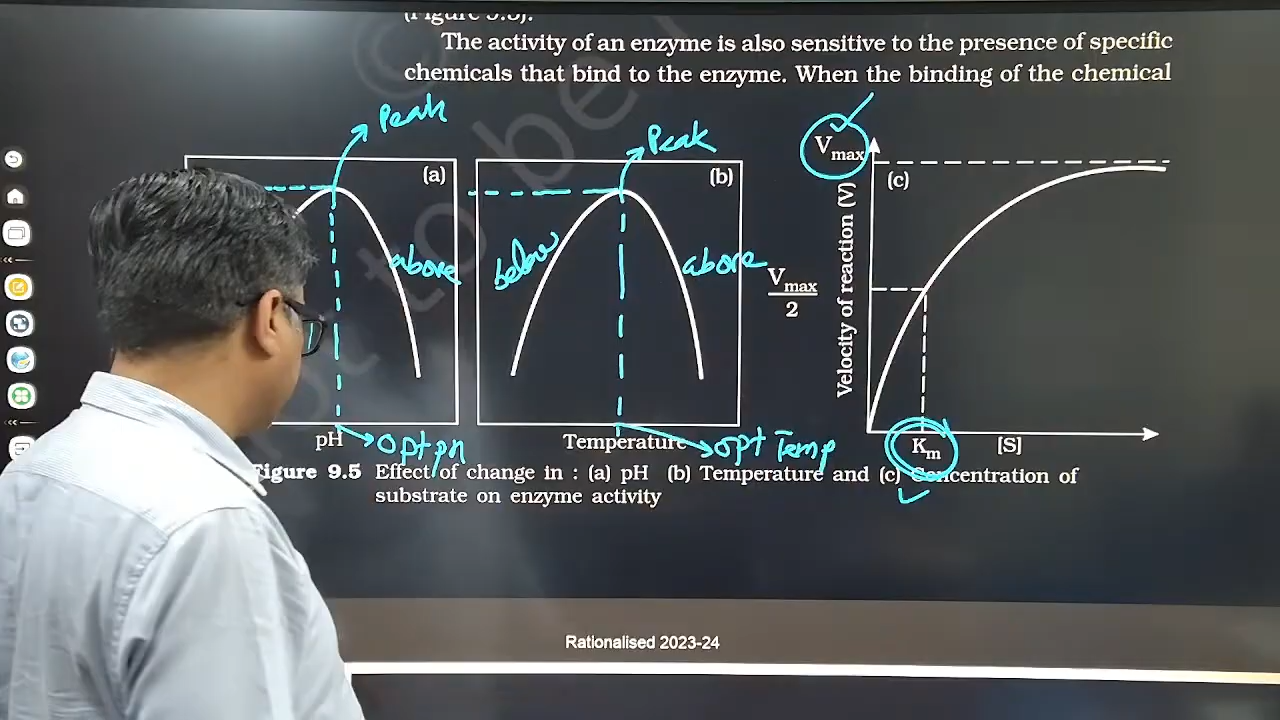 (Figure 9.5).
The activity of an enzyme is also sensitive to the presence of specific
chemicals that bind to the enzyme. When the binding of the chemical
Peak
Peak
Vmax
(a)
(b)
(c)
above
below
above
Vmax
2
Velocity of reaction (V)
pH
opt pH
Temperature
opt Temp
Km
[S]
Figure 9.5 Effect of change in : (a) pH (b) Temperature and (c) Concentration of
substrate on enzyme activity
Rationalised 2023-24
not to be
©